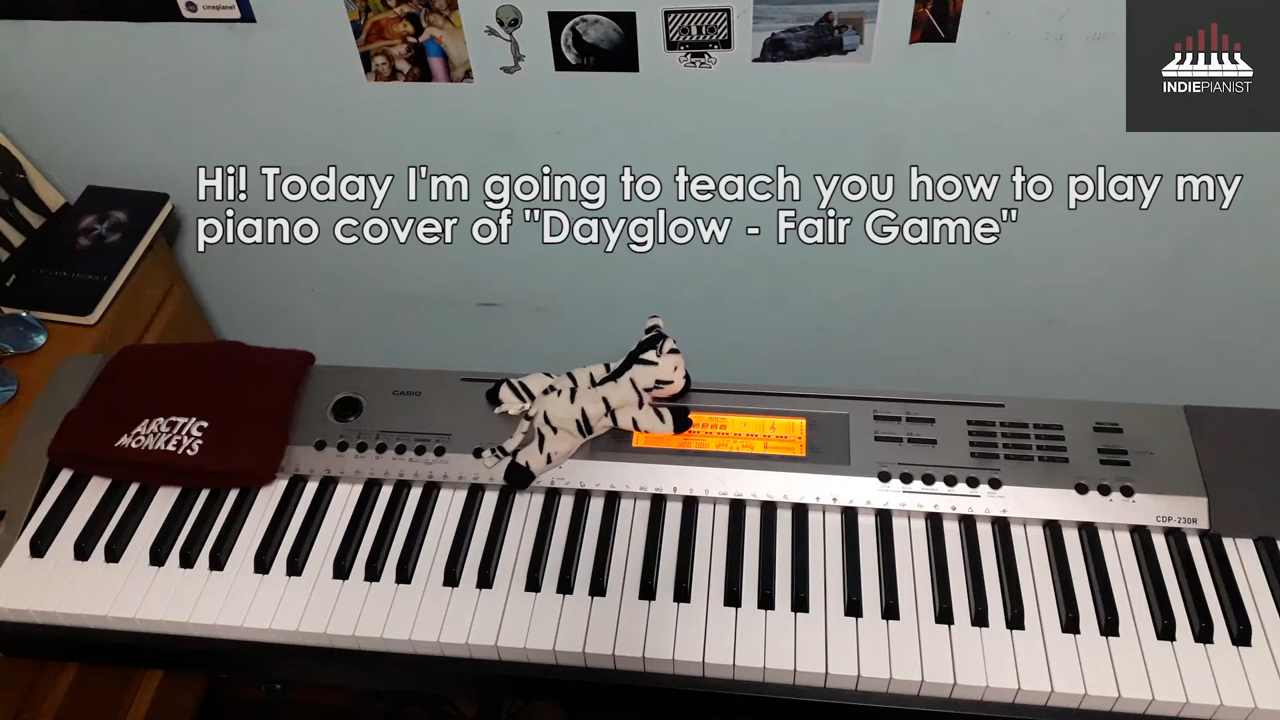 cineplanet
INDIEPIANIST
Hi! Today I'm going to teach you how to play my
piano cover of "Dayglow - Fair Game"
CASIO
ARCTIC
MONKEYS
CDP-230R